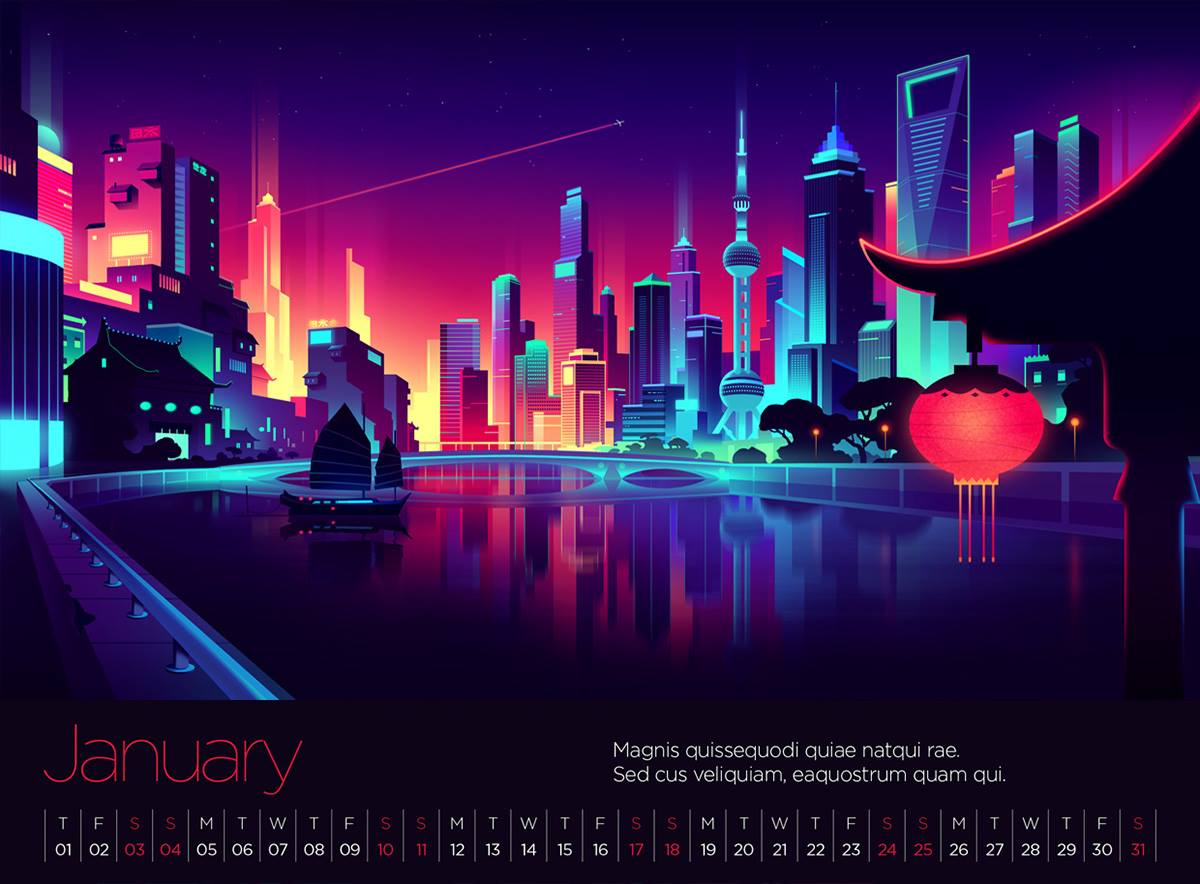 January
Magnis quissequodi quiae natqui rae.
Sed cus veliquiam, eaquostrum quam qui.
T F S S M T W T F S S M T W T F S S M T W T F S S M T W T F S
01 02 03 04 05 06 07 08 09 10 11 12 13 14 15 16 17 18 19 20 21 22 23 24 25 26 27 28 29 30 31